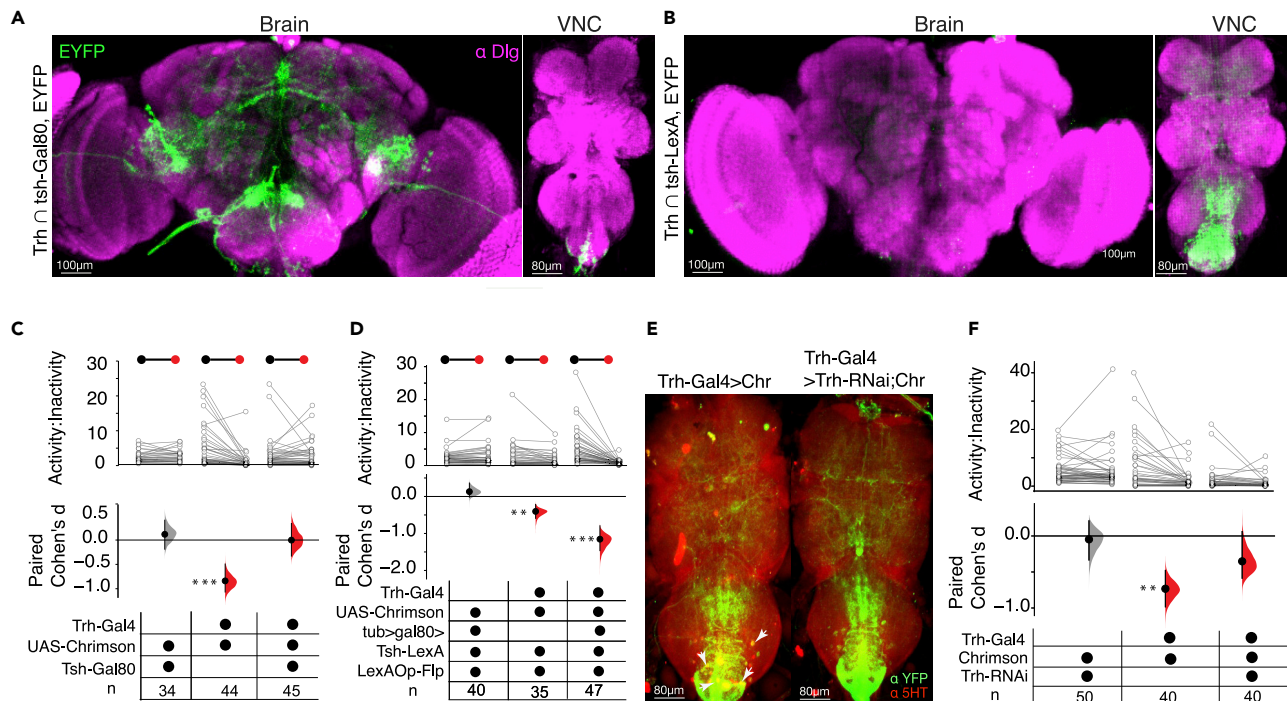 A
Brain
VNC
EYFP
α Dlg
Trh ∩ tsh-Gal80, EYFP
100µm
80µm
B
Brain
VNC
Trh ∩ tsh-LexA, EYFP
100µm
100µm
80µm
C
Activity:Inactivity
30
20
10
0
Paired
Cohen's d
0.5
0.0
−0.5
−1.0
***
Trh-Gal4
UAS-Chrimson
Tsh-Gal80
n 34 44 45
D
Activity:Inactivity
30
20
10
0
Paired
Cohen's d
0.0
−1.0
−2.0
**
***
Trh-Gal4
UAS-Chrimson
tub>gal80>
Tsh-LexA
LexAOp-Flp
n 40 35 47
E
Trh-Gal4>Chr
Trh-Gal4
>Trh-RNai;Chr
80µm
80µm
α YFP
α 5HT
F
Activity:Inactivity
40
20
0
Paired
Cohen's d
0.0
−1.0
**
Trh-Gal4
Chrimson
Trh-RNAi
n 50 40 40